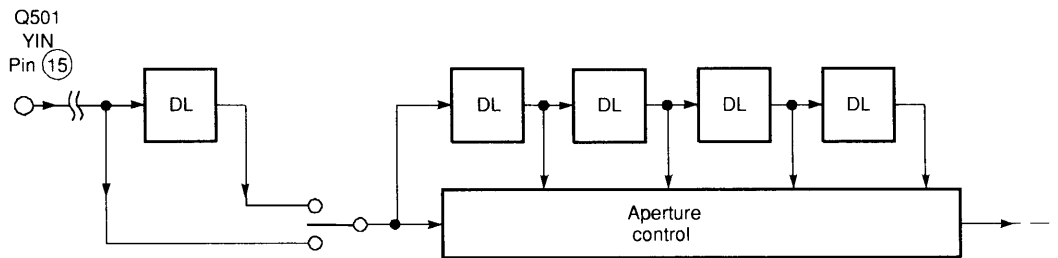 Q501
YIN
Pin 15
DL
DL
DL
DL
DL
Aperture
control